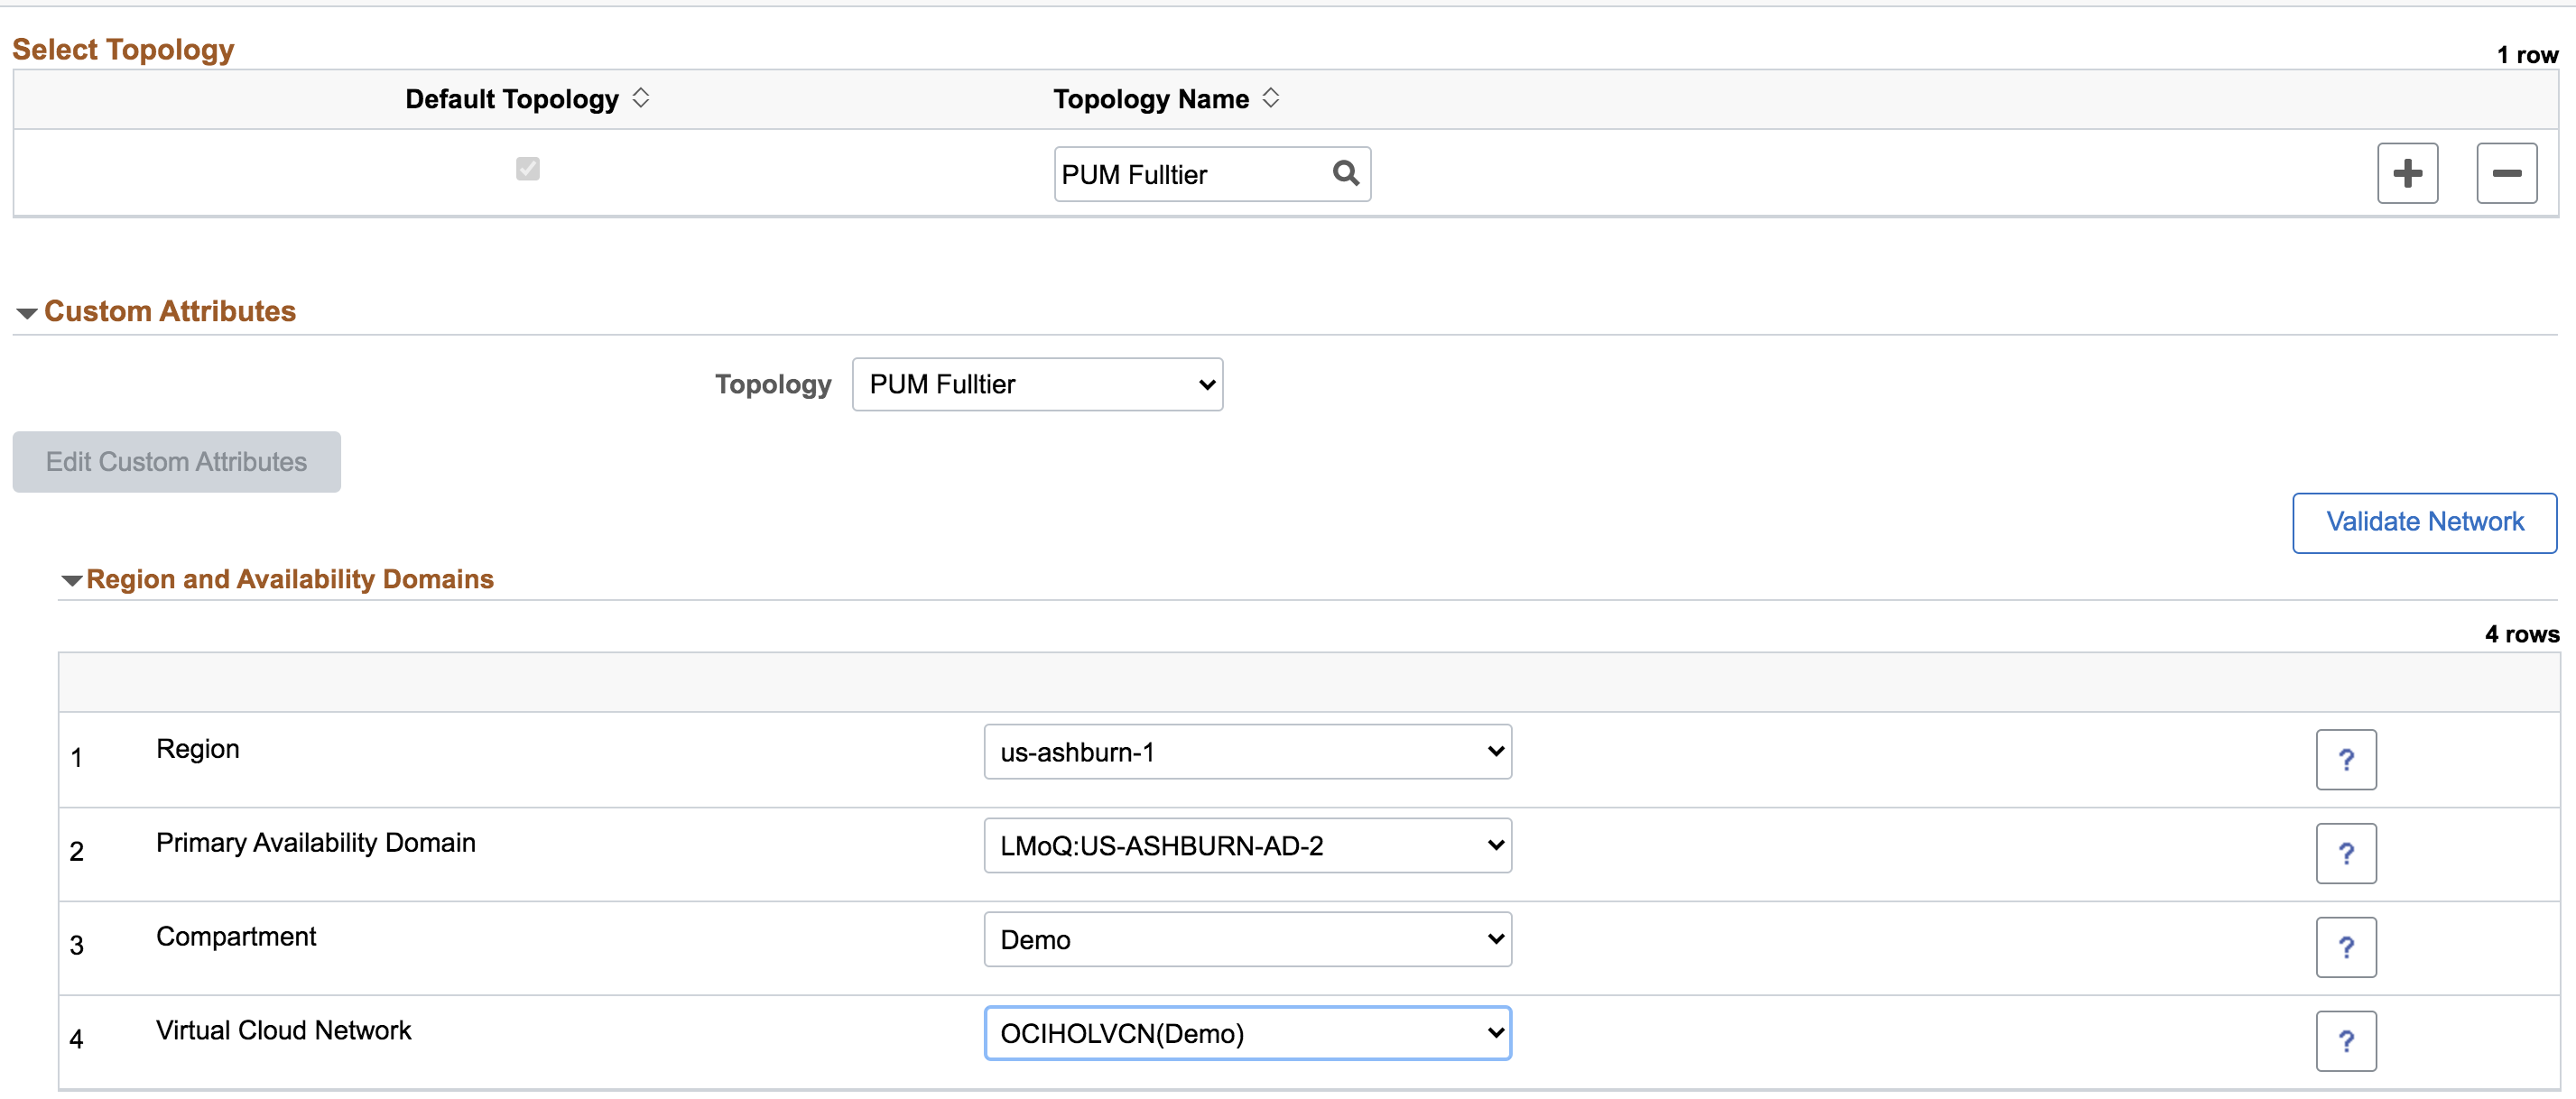 Select Topology
1 row
Default Topology Topology Name
PUM Fulltier
Custom Attributes
Topology PUM Fulltier
Edit Custom Attributes
Validate Network
Region and Availability Domains
4 rows
1 Region us-ashburn-1 ?
2 Primary Availability Domain LMoQ:US-ASHBURN-AD-2 ?
3 Compartment Demo ?
4 Virtual Cloud Network OCIHOLVCN(Demo) ?